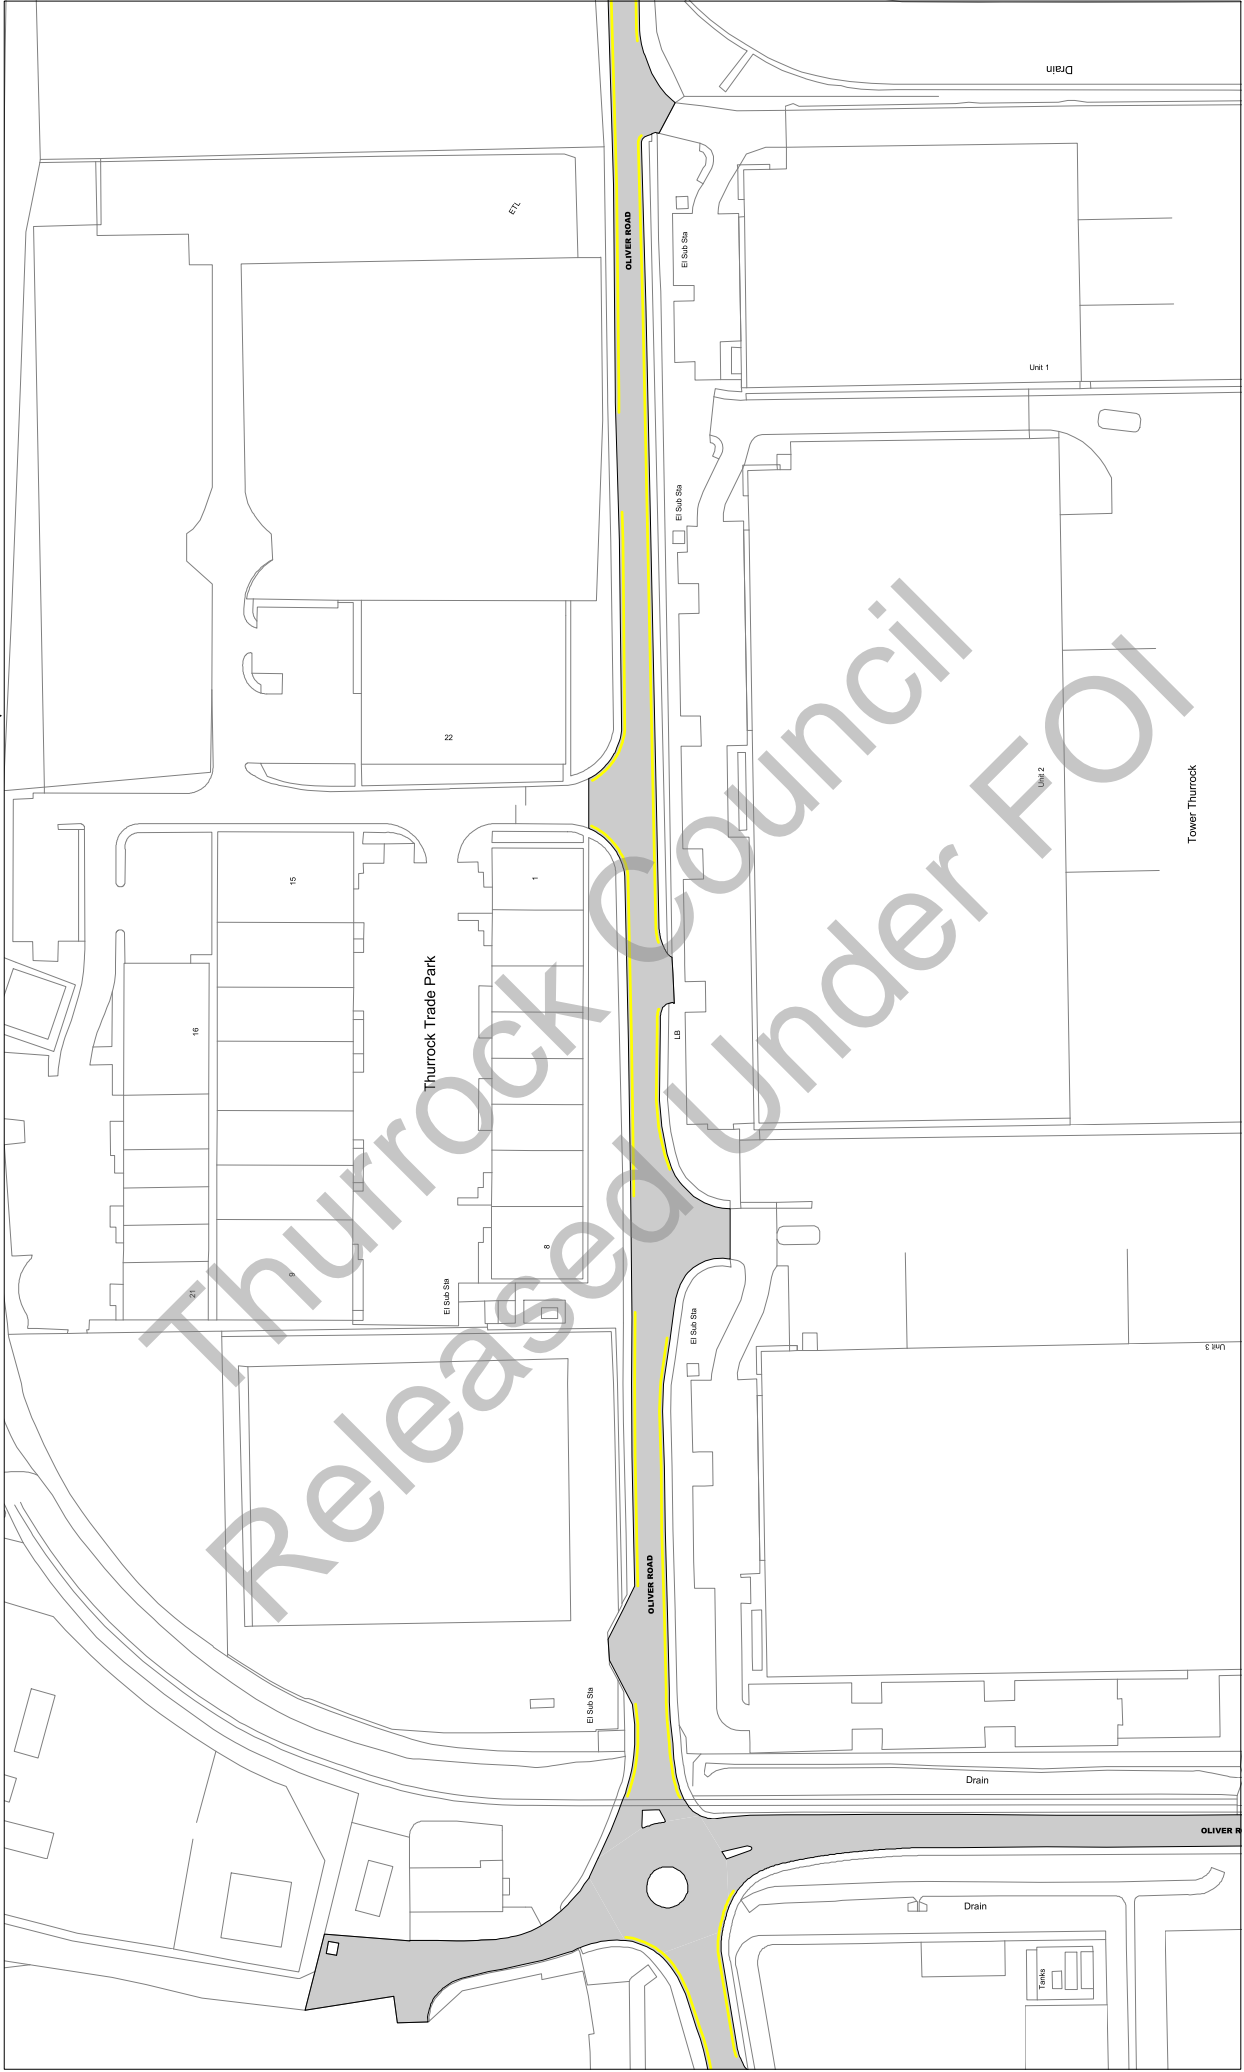 Drain
ETL
OLIVER ROAD
El Sub Sta
Unit 1
El Sub Sta
22
Unit 2
Tower Thurrock
15
1
Thurrock Trade Park
16
LB
8
9
21
El Sub Sta
El Sub Sta
Unit 3
OLIVER ROAD
El Sub Sta
Drain
OLIVER R
Drain
Tanks
Thurrock Council
Released Under FOI